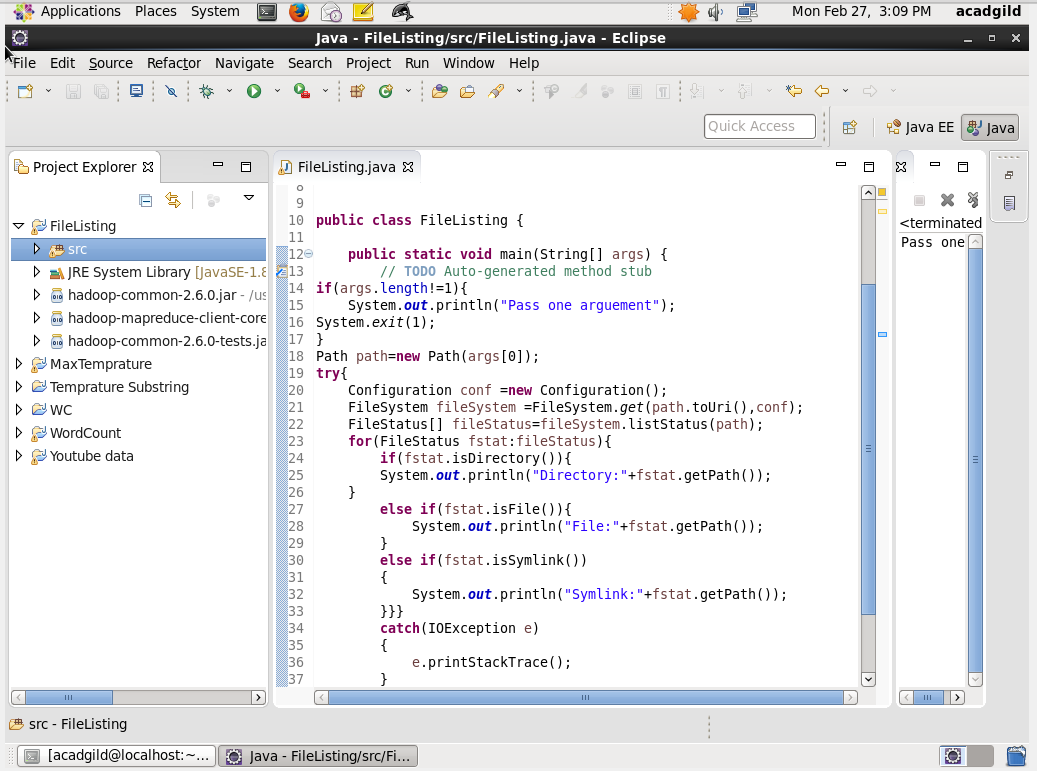 Applications Places System Mon Feb 27, 3:09 PM acadgild
Java - FileListing/src/FileListing.java - Eclipse
File Edit Source Refactor Navigate Search Project Run Window Help
Quick Access Java EE Java
Project Explorer
FileListing
src
JRE System Library [JavaSE-1.8
hadoop-common-2.6.0.jar - /us
hadoop-mapreduce-client-core
hadoop-common-2.6.0-tests.ja
MaxTemprature
Temprature Substring
WC
WordCount
Youtube data
FileListing.java
8
9
10 public class FileListing {
11
12 public static void main(String[] args) {
13 // TODO Auto-generated method stub
14 if(args.length!=1){
15 System.out.println("Pass one arguement");
16 System.exit(1);
17 }
18 Path path=new Path(args[0]);
19 try{
20 Configuration conf =new Configuration();
21 FileSystem fileSystem =FileSystem.get(path.toUri(),conf);
22 FileStatus[] fileStatus=fileSystem.listStatus(path);
23 for(FileStatus fstat:fileStatus){
24 if(fstat.isDirectory()){
25 System.out.println("Directory:"+fstat.getPath());
26 }
27 else if(fstat.isFile()){
28 System.out.println("File:"+fstat.getPath());
29 }
30 else if(fstat.isSymlink())
31 {
32 System.out.println("Symlink:"+fstat.getPath());
33 }}}
34 catch(IOException e)
35 {
36 e.printStackTrace();
37 }
<terminated
Pass one
src - FileListing
[acadgild@localhost:~... Java - FileListing/src/Fi...